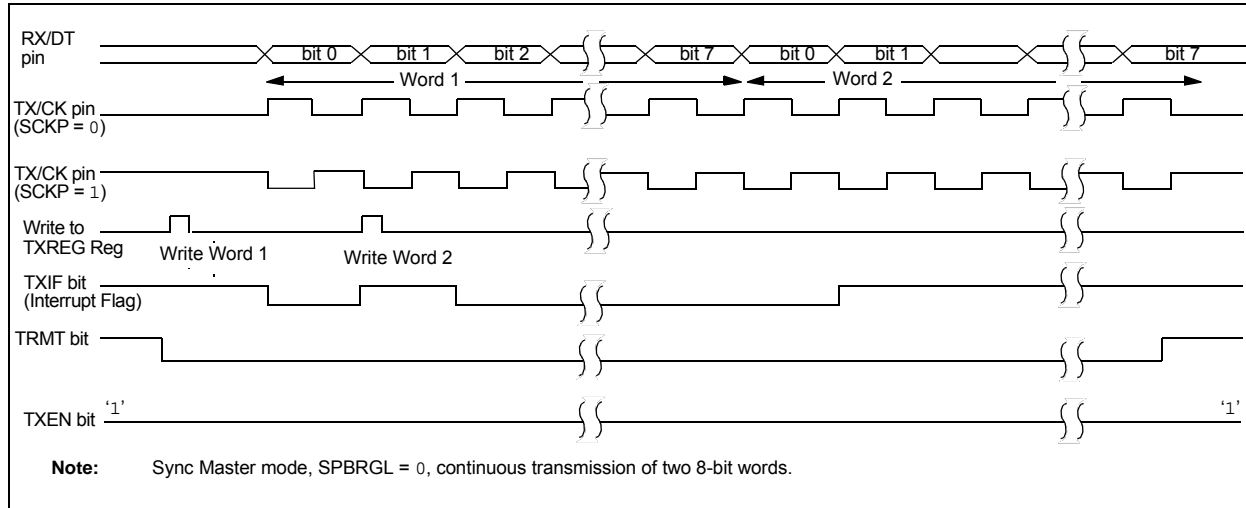 RX/DT
pin
bit 0 bit 1 bit 2 bit 7 bit 0 bit 1 bit 7
Word 1 Word 2
TX/CK pin
(SCKP = 0)
TX/CK pin
(SCKP = 1)
Write to
TXREG Reg
Write Word 1 Write Word 2
TXIF bit
(Interrupt Flag)
TRMT bit
TXEN bit '1' '1'
Note: Sync Master mode, SPBRGL = 0, continuous transmission of two 8-bit words.